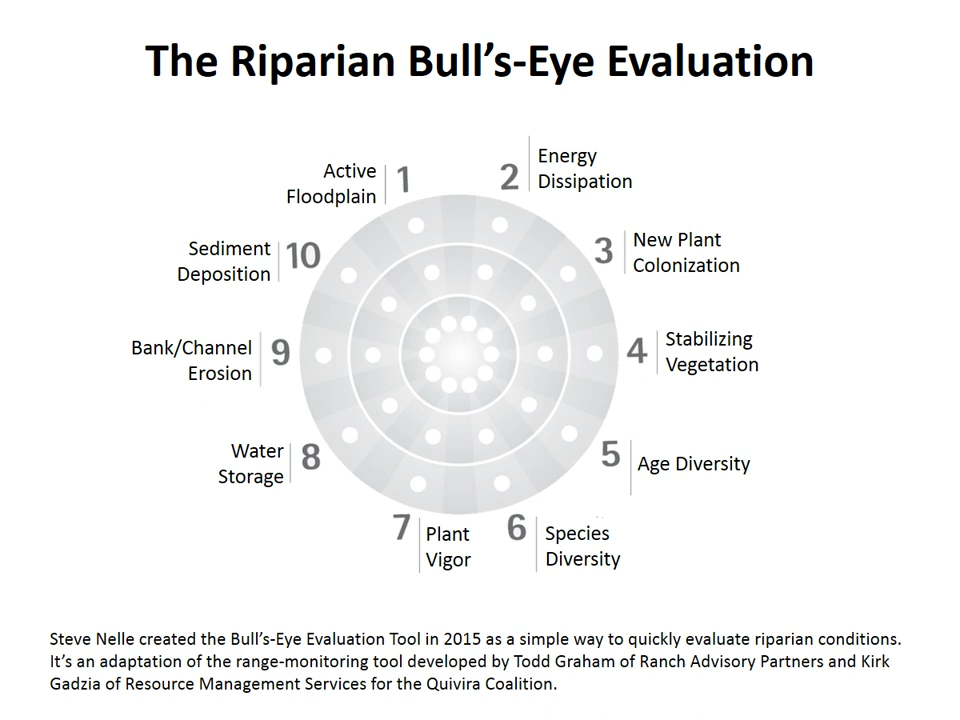 The Riparian Bull's-Eye Evaluation
1
Active
Floodplain
2
Energy
Dissipation
3
New Plant
Colonization
4
Stabilizing
Vegetation
5
Age Diversity
6
Species
Diversity
7
Plant
Vigor
8
Water
Storage
9
Bank/Channel
Erosion
10
Sediment
Deposition
Steve Nelle created the Bull's-Eye Evaluation Tool in 2015 as a simple way to quickly evaluate riparian conditions.
It's an adaptation of the range-monitoring tool developed by Todd Graham of Ranch Advisory Partners and Kirk
Gadzia of Resource Management Services for the Quivira Coalition.